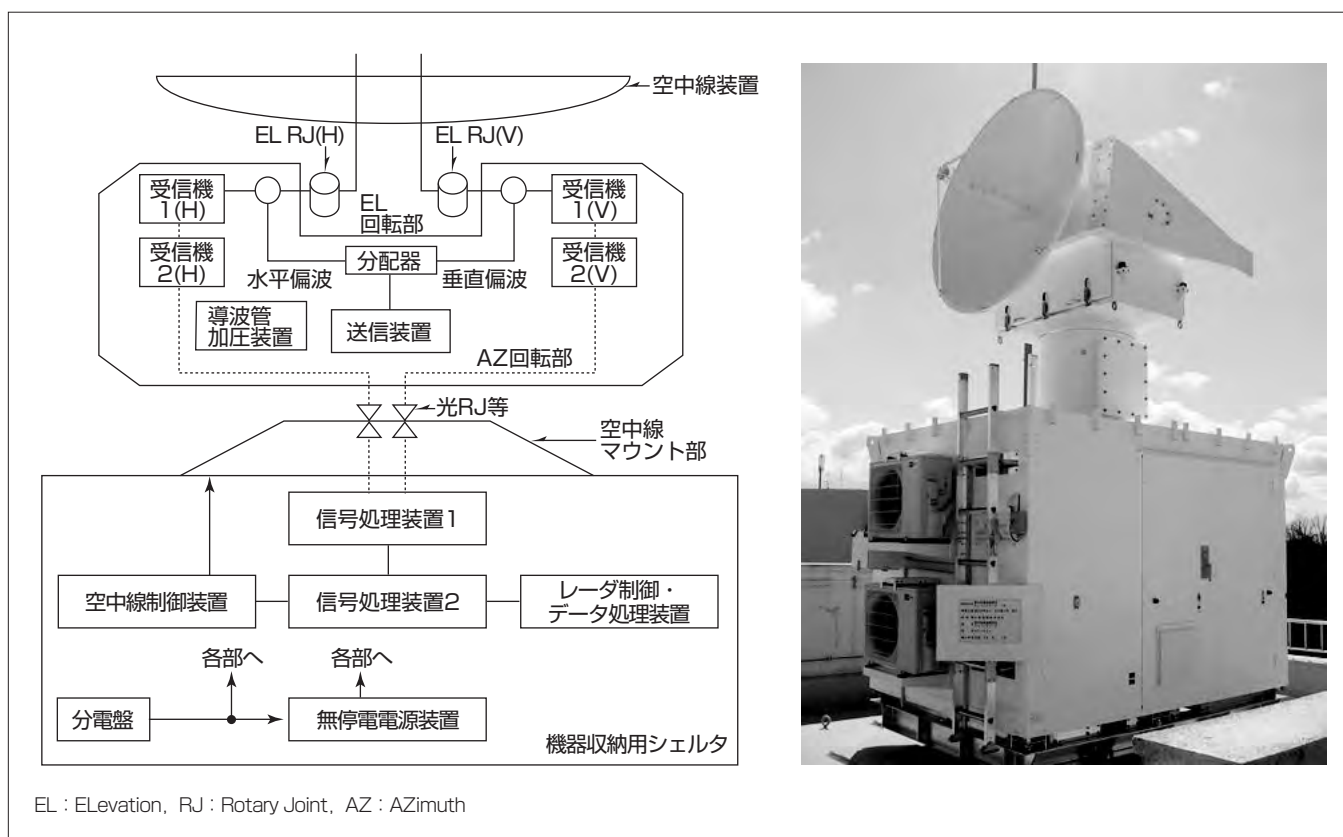 空中線装置
EL RJ(H)
EL RJ(V)
受信機
1(H)
受信機
1(V)
EL
回転部
受信機
2(H)
受信機
2(V)
分配器
水平偏波
垂直偏波
導波管
加圧装置
送信装置
AZ回転部
光RJ等
空中線
マウント部
信号処理装置1
空中線制御装置
信号処理装置2
レーダ制御・
データ処理装置
各部へ
各部へ
分電盤
無停電電源装置
機器収納用シェルタ
EL：ELevation, RJ：Rotary Joint, AZ：AZimuth